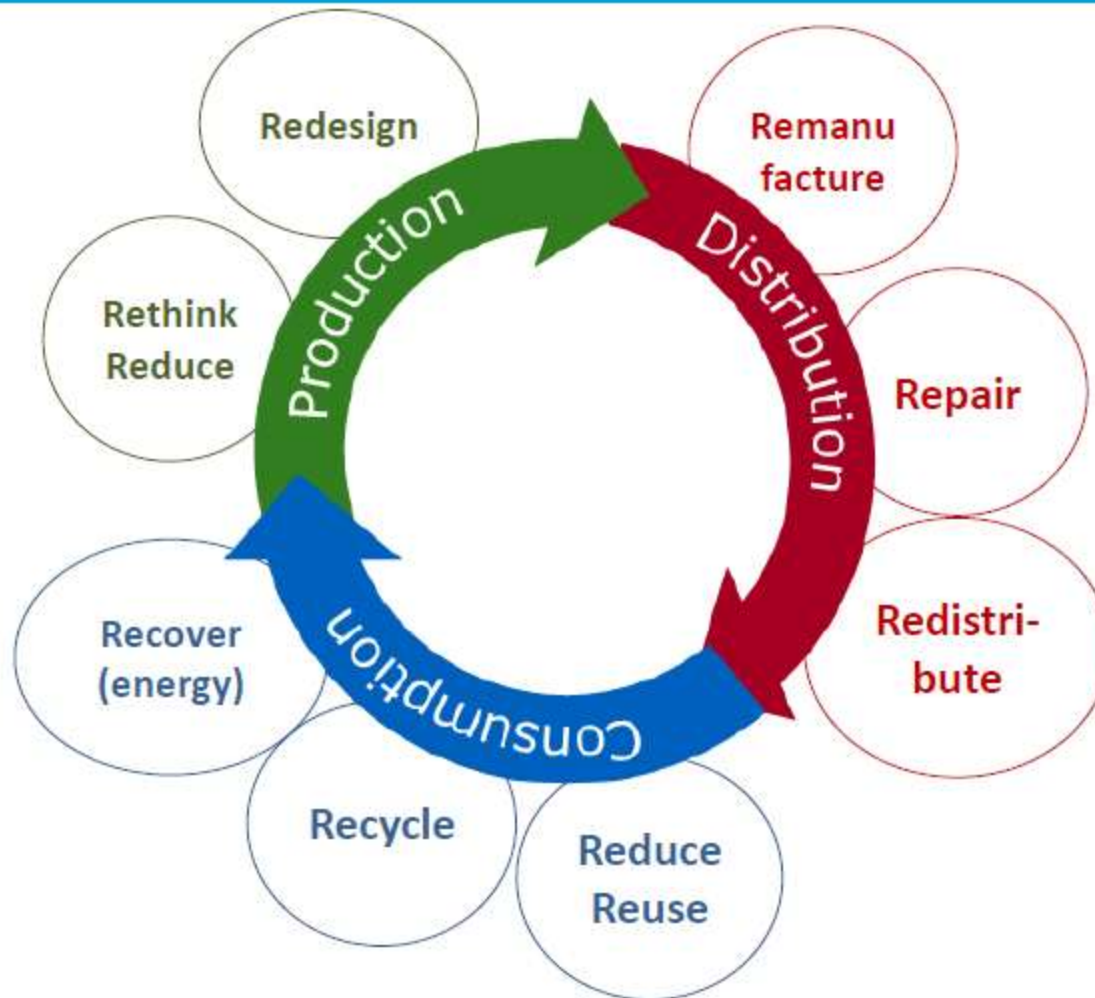 Redesign
Remanu
facture
Production
Distribution
Rethink
Reduce
Repair
Recover
(energy)
Consumption
Redistri-
bute
Recycle
Reduce
Reuse